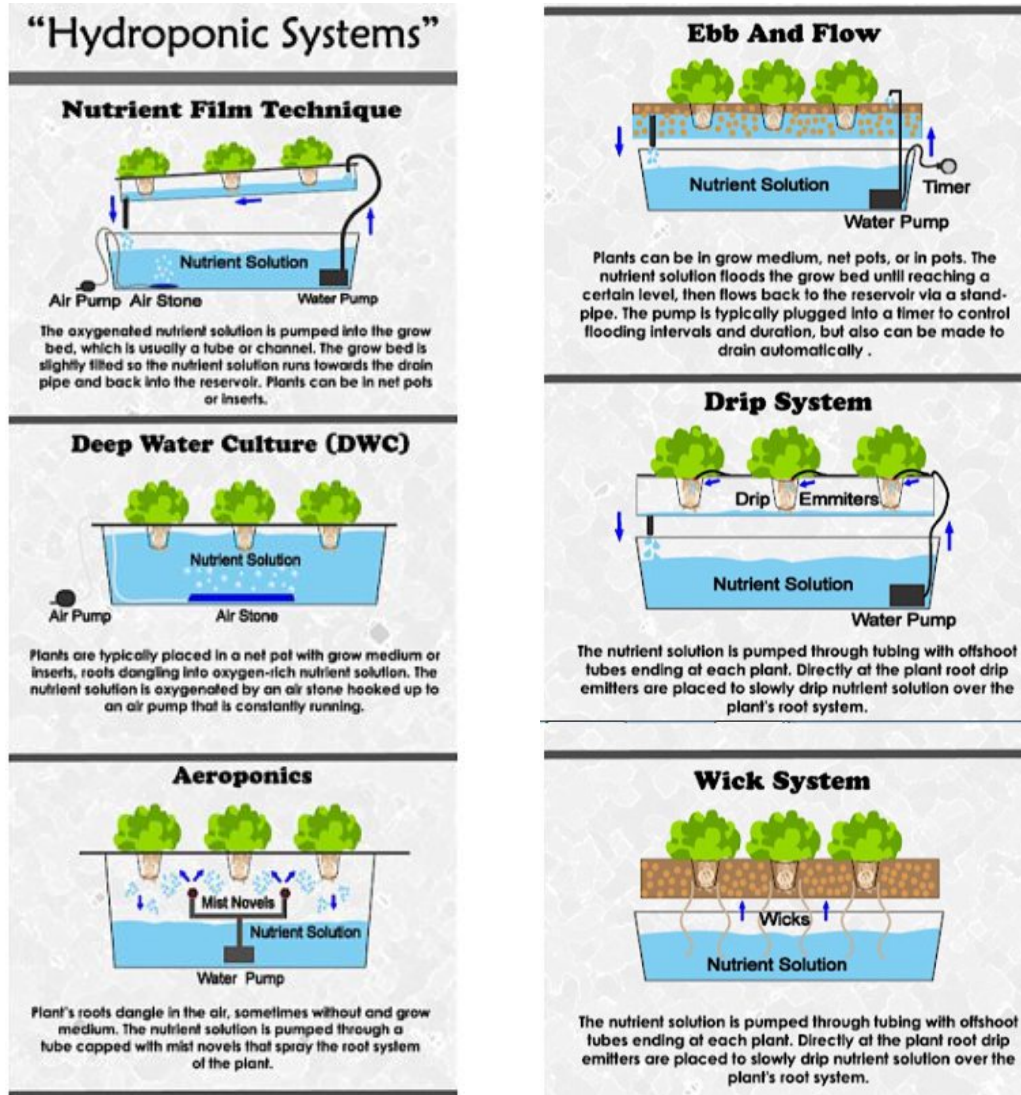 “Hydroponic Systems”
Nutrient Film Technique
Nutrient Solution
Air Pump Air Stone
Water Pump
The oxygenated nutrient solution is pumped into the grow
bed, which is usually a tube or channel. The grow bed is
slightly tilted so the nutrient solution runs towards the drain
pipe and back into the reservoir. Plants can be in net pots
or inserts.
Deep Water Culture (DWC)
Nutrient Solution
Air Pump
Air Stone
Plants are typically placed in a net pot with grow medium or
inserts, roots dangling into oxygen-rich nutrient solution. The
nutrient solution is oxygenated by an air stone hooked up to
an air pump that is constantly running.
Aeroponics
Mist Novels
Nutrient Solution
Water Pump
Plant's roots dangle in the air, sometimes without and grow
medium. The nutrient solution is pumped through a
tube capped with mist novels that spray the root system
of the plant.
Ebb And Flow
Nutrient Solution
Timer
Water Pump
Plants can be in grow medium, net pots, or in pots. The
nutrient solution floods the grow bed until reaching a
certain level, then flows back to the reservoir via a stand-
pipe. The pump is typically plugged into a timer to control
flooding intervals and duration, but also can be made to
drain automatically .
Drip System
Drip Emmiters
Nutrient Solution
Water Pump
The nutrient solution is pumped through tubing with offshoot
tubes ending at each plant. Directly at the plant root drip
emitters are placed to slowly drip nutrient solution over the
plant's root system.
Wick System
Wicks
Nutrient Solution
The nutrient solution is pumped through tubing with offshoot
tubes ending at each plant. Directly at the plant root drip
emitters are placed to slowly drip nutrient solution over the
plant's root system.